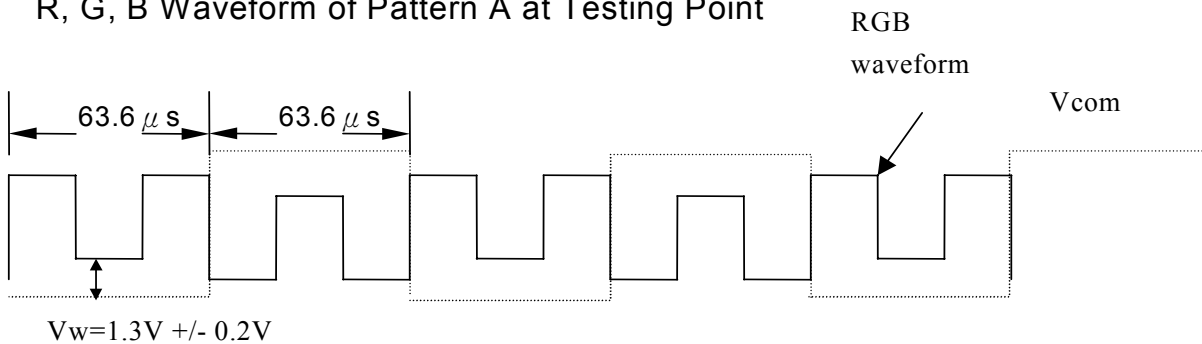 R, G, B Waveform of Pattern A at Testing Point
RGB
waveform
Vcom
63.6 μ s
63.6 μ s
Vw=1.3V +/- 0.2V